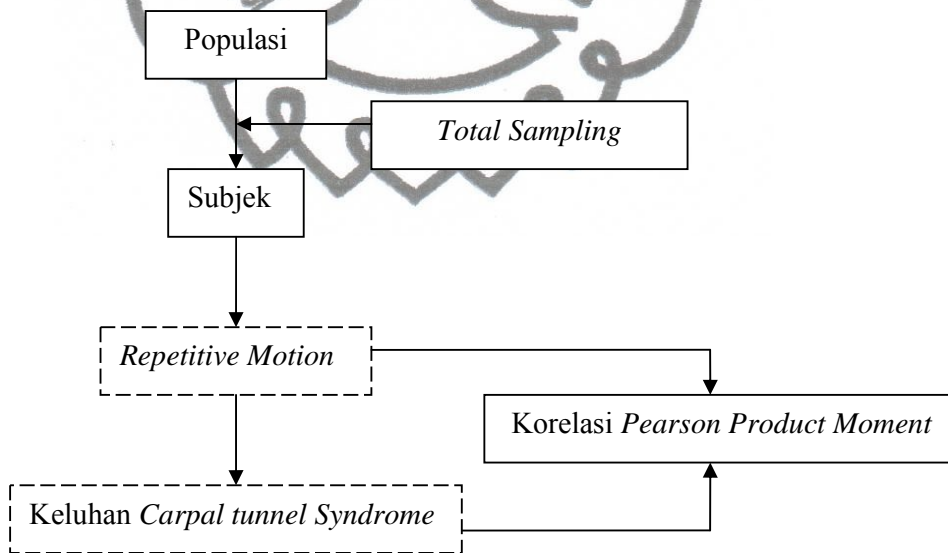 Populasi
Total Sampling
Subjek
Repetitive Motion
Korelasi Pearson Product Moment
Keluhan Carpal tunnel Syndrome